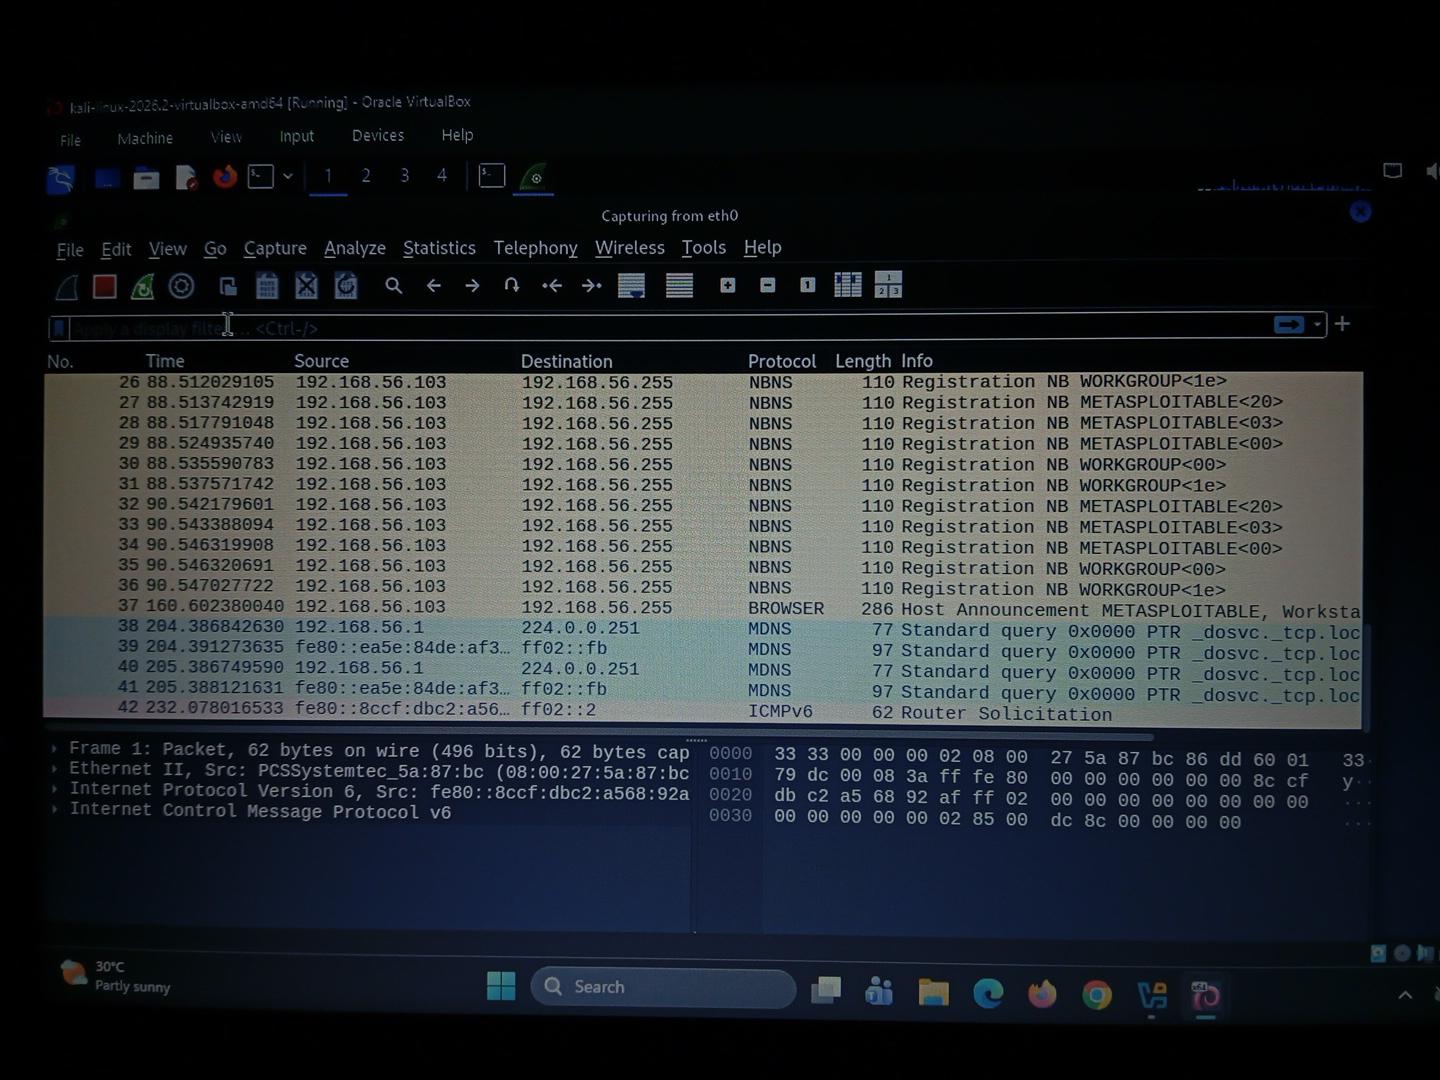 kali-linux-2026.2-virtualbox-amd64 [Running] - Oracle VirtualBox
File Machine View Input Devices Help
1 2 3 4
Capturing from eth0
File Edit View Go Capture Analyze Statistics Telephony Wireless Tools Help
Apply a display filter ... <Ctrl-/>
No. Time Source Destination Protocol Length Info
26 88.512029105 192.168.56.103 192.168.56.255 NBNS 110 Registration NB WORKGROUP<1e>
27 88.513742919 192.168.56.103 192.168.56.255 NBNS 110 Registration NB METASPLOITABLE<20>
28 88.517791048 192.168.56.103 192.168.56.255 NBNS 110 Registration NB METASPLOITABLE<03>
29 88.524935740 192.168.56.103 192.168.56.255 NBNS 110 Registration NB METASPLOITABLE<00>
30 88.535590783 192.168.56.103 192.168.56.255 NBNS 110 Registration NB WORKGROUP<00>
31 88.537571742 192.168.56.103 192.168.56.255 NBNS 110 Registration NB WORKGROUP<1e>
32 90.542179601 192.168.56.103 192.168.56.255 NBNS 110 Registration NB METASPLOITABLE<20>
33 90.543388094 192.168.56.103 192.168.56.255 NBNS 110 Registration NB METASPLOITABLE<03>
34 90.546319908 192.168.56.103 192.168.56.255 NBNS 110 Registration NB METASPLOITABLE<00>
35 90.546320691 192.168.56.103 192.168.56.255 NBNS 110 Registration NB WORKGROUP<00>
36 90.547027722 192.168.56.103 192.168.56.255 NBNS 110 Registration NB WORKGROUP<1e>
37 160.602380040 192.168.56.103 192.168.56.255 BROWSER 286 Host Announcement METASPLOITABLE, Worksta
38 204.386842630 192.168.56.1 224.0.0.251 MDNS 77 Standard query 0x0000 PTR _dosvc._tcp.loc
39 204.391273635 fe80::ea5e:84de:af3… ff02::fb MDNS 97 Standard query 0x0000 PTR _dosvc._tcp.loc
40 205.386749590 192.168.56.1 224.0.0.251 MDNS 77 Standard query 0x0000 PTR _dosvc._tcp.loc
41 205.388121631 fe80::ea5e:84de:af3… ff02::fb MDNS 97 Standard query 0x0000 PTR _dosvc._tcp.loc
42 232.078016533 fe80::8ccf:dbc2:a56… ff02::2 ICMPv6 62 Router Solicitation
Frame 1: Packet, 62 bytes on wire (496 bits), 62 bytes cap
Ethernet II, Src: PCSSystemtec_5a:87:bc (08:00:27:5a:87:bc
Internet Protocol Version 6, Src: fe80::8ccf:dbc2:a568:92a
Internet Control Message Protocol v6
0000 33 33 00 00 00 02 08 00 27 5a 87 bc 86 dd 60 01 33
0010 79 dc 00 08 3a ff fe 80 00 00 00 00 00 00 8c cf y
0020 db c2 a5 68 92 af ff 02 00 00 00 00 00 00 00 00 ...
0030 00 00 00 00 00 02 85 00 dc 8c 00 00 00 00 ...
30°C
Partly sunny
Search